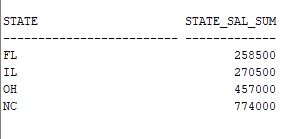 STATE STATE_SAL_SUM
------------------------- -------------
FL 258500
IL 270500
OH 457000
NC 774000